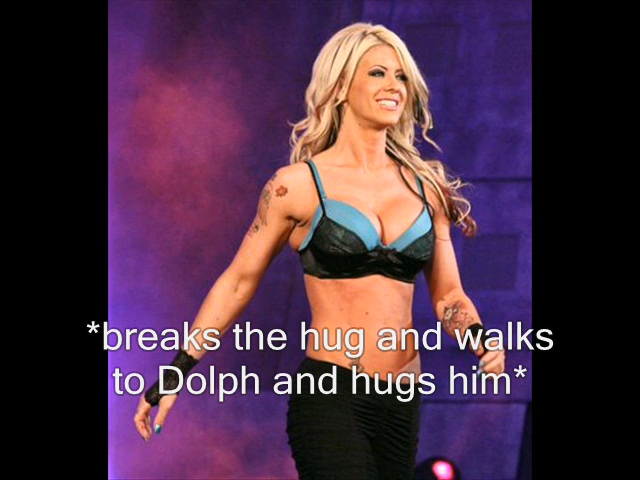 *breaks the hug and walks
to Dolph and hugs him*